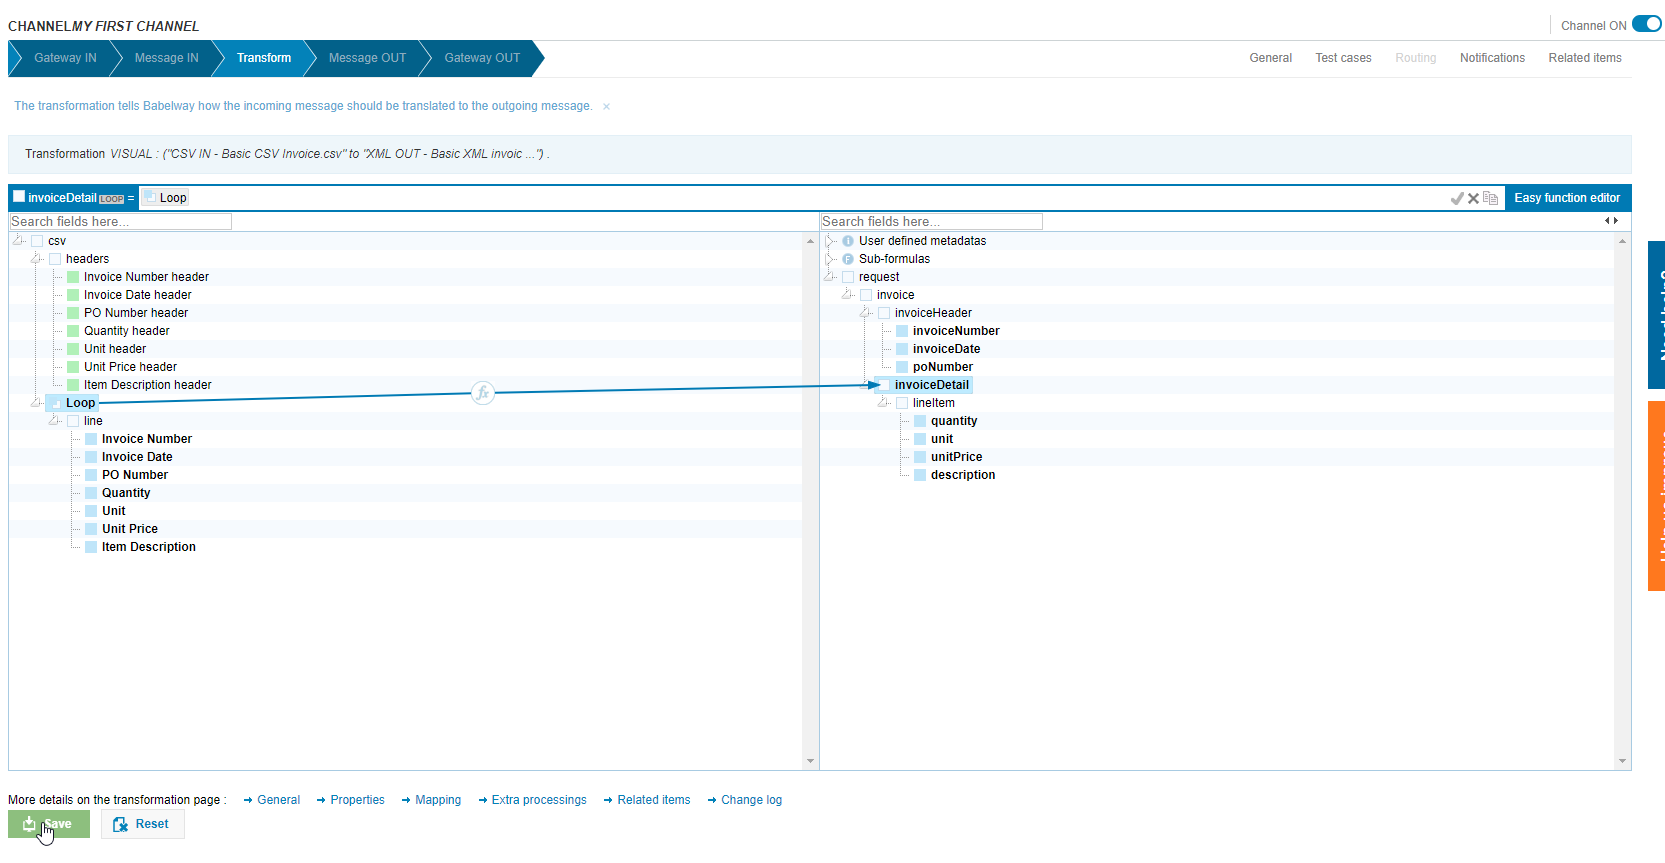 CHANNEL MY FIRST CHANNEL
Channel ON
Gateway IN
Message IN
Transform
Message OUT
Gateway OUT
General
Test cases
Routing
Notifications
Related items
The transformation tells Babelway how the incoming message should be translated to the outgoing message. ×
Transformation VISUAL : ("CSV IN - Basic CSV Invoice.csv" to "XML OUT - Basic XML invoic ...") .
invoiceDetail LOOP = Loop
Easy function editor
Search fields here...
csv
headers
Invoice Number header
Invoice Date header
PO Number header
Quantity header
Unit header
Unit Price header
Item Description header
Loop
line
Invoice Number
Invoice Date
PO Number
Quantity
Unit
Unit Price
Item Description
fx
Search fields here...
User defined metadatas
Sub-formulas
request
invoice
invoiceHeader
invoiceNumber
invoiceDate
poNumber
invoiceDetail
lineItem
quantity
unit
unitPrice
description
More details on the transformation page :
General
Properties
Mapping
Extra processings
Related items
Change log
Save
Reset